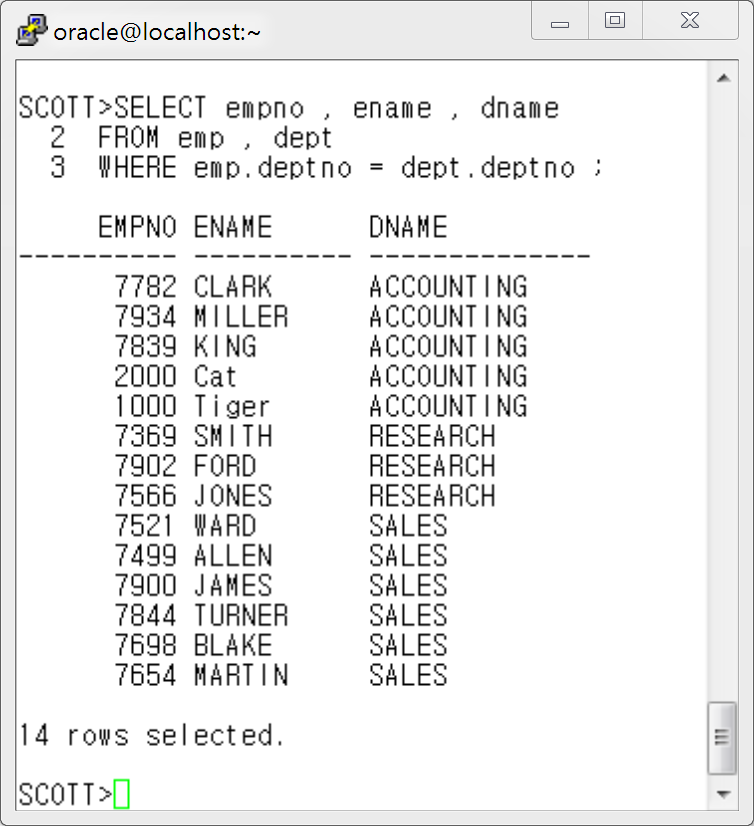 oracle@localhost:~
SCOTT>SELECT empno , ename , dname
  2  FROM emp , dept
  3  WHERE emp.deptno = dept.deptno ;
     EMPNO ENAME      DNAME
---------- ---------- --------------
      7782 CLARK      ACCOUNTING
      7934 MILLER     ACCOUNTING
      7839 KING       ACCOUNTING
      2000 Cat        ACCOUNTING
      1000 Tiger      ACCOUNTING
      7369 SMITH      RESEARCH
      7902 FORD       RESEARCH
      7566 JONES      RESEARCH
      7521 WARD       SALES
      7499 ALLEN      SALES
      7900 JAMES      SALES
      7844 TURNER     SALES
      7698 BLAKE      SALES
      7654 MARTIN     SALES
14 rows selected.
SCOTT>